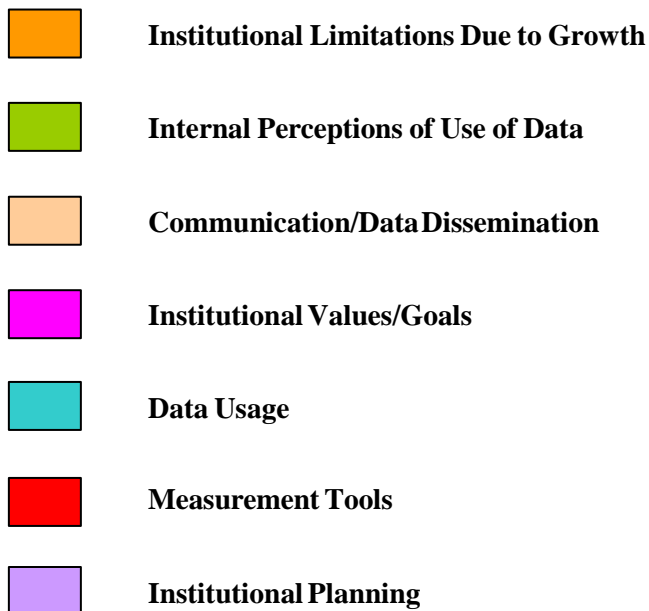 Institutional Limitations Due to Growth
Internal Perceptions of Use of Data
Communication/Data Dissemination
Institutional Values/Goals
Data Usage
Measurement Tools
Institutional Planning